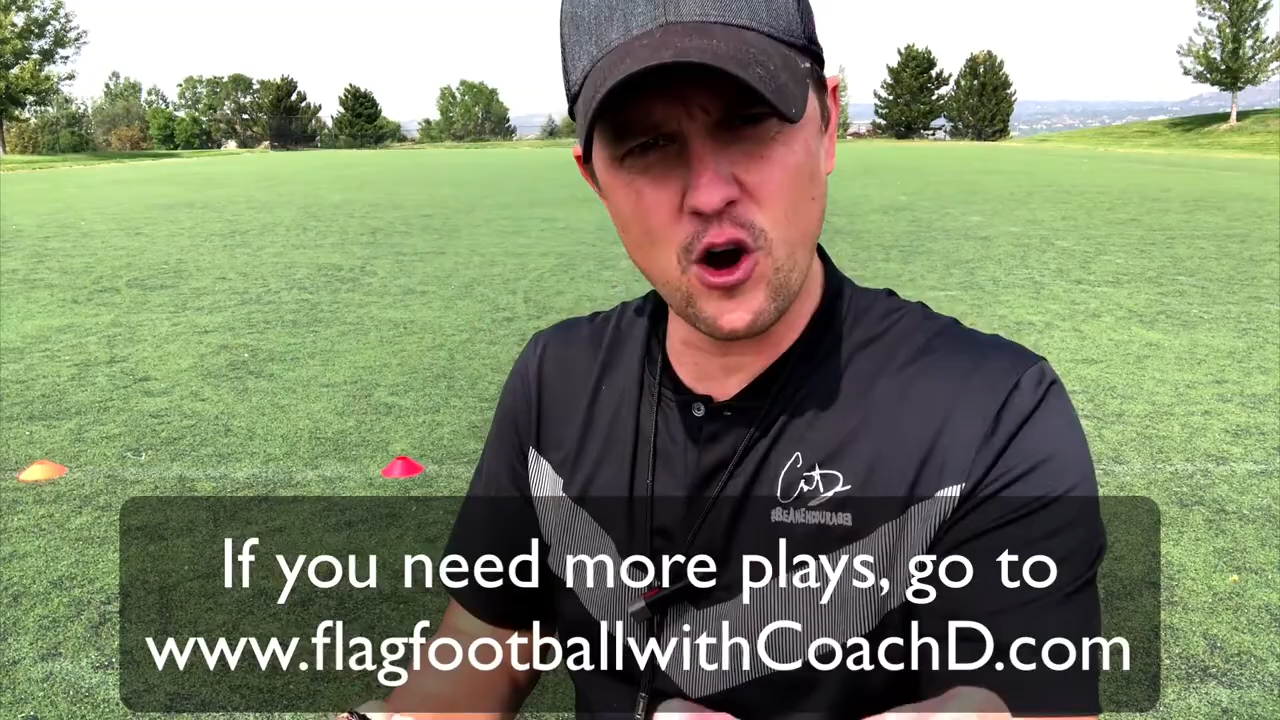 #BEANENCOURAGER
If you need more plays, go to
www.flagfootballwithCoachD.com